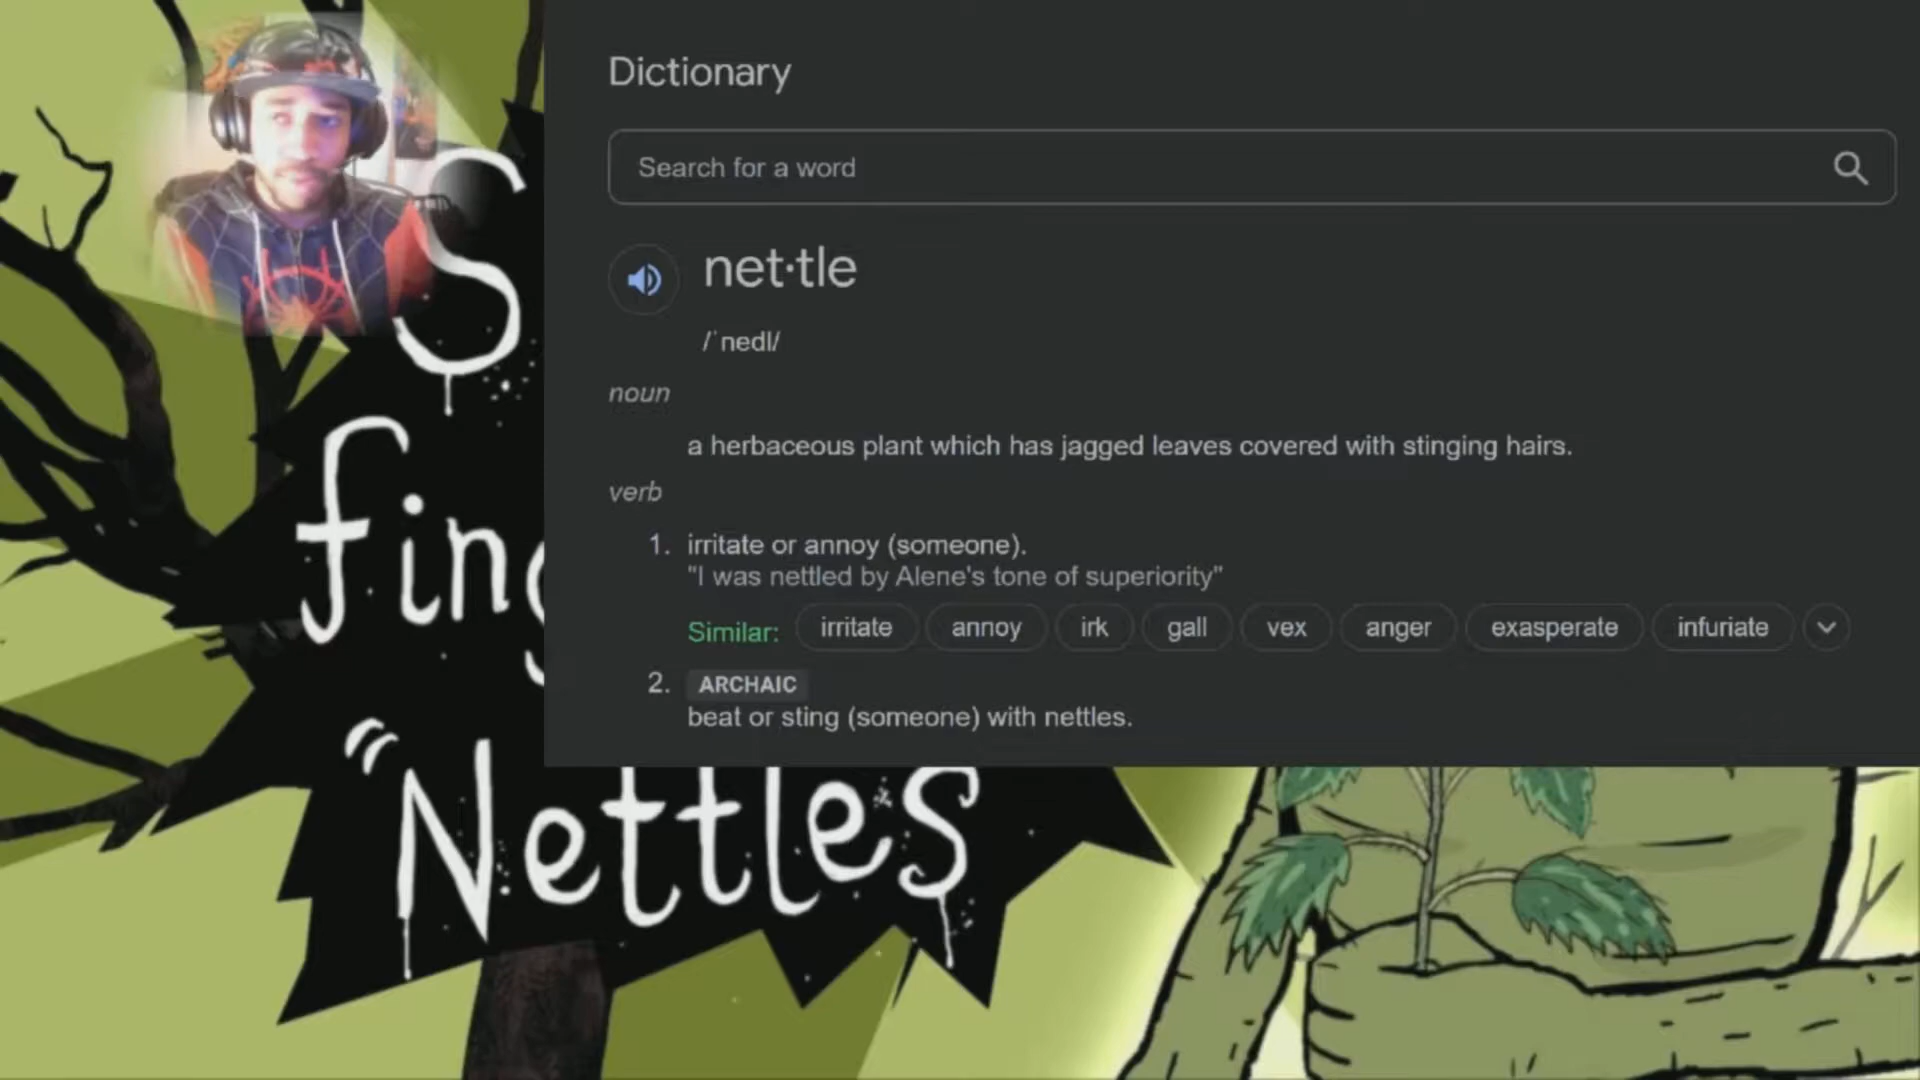 Dictionary
Search for a word
net·tle
/ˈnedl/
noun
a herbaceous plant which has jagged leaves covered with stinging hairs.
verb
1. irritate or annoy (someone).
"I was nettled by Alene's tone of superiority"
Similar: irritate annoy irk gall vex anger exasperate infuriate
2. ARCHAIC
beat or sting (someone) with nettles.
S
fing
"Nettles